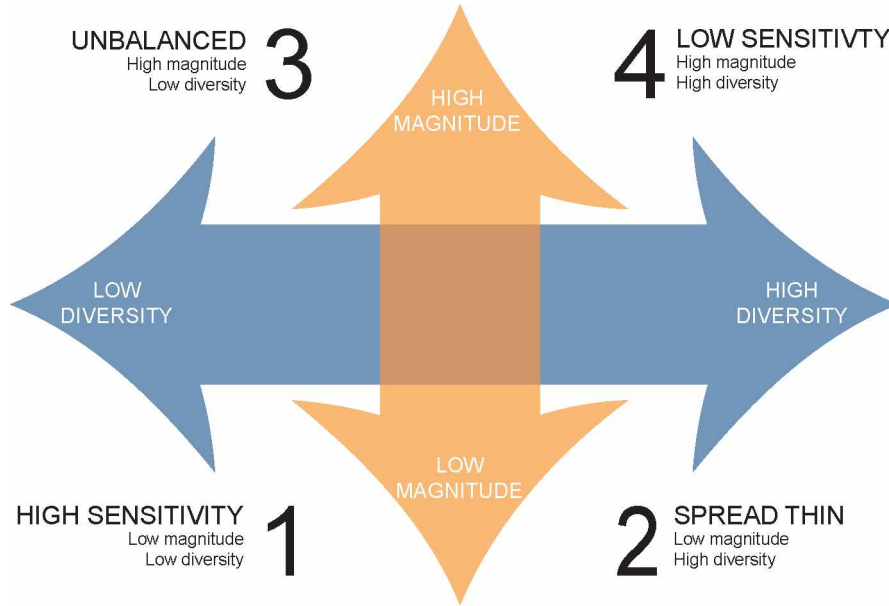 UNBALANCED
High magnitude
Low diversity
3
HIGH
MAGNITUDE
4
LOW SENSITIVTY
High magnitude
High diversity
LOW
DIVERSITY
HIGH
DIVERSITY
HIGH SENSITIVITY
Low magnitude
Low diversity
1
LOW
MAGNITUDE
2
SPREAD THIN
Low magnitude
High diversity